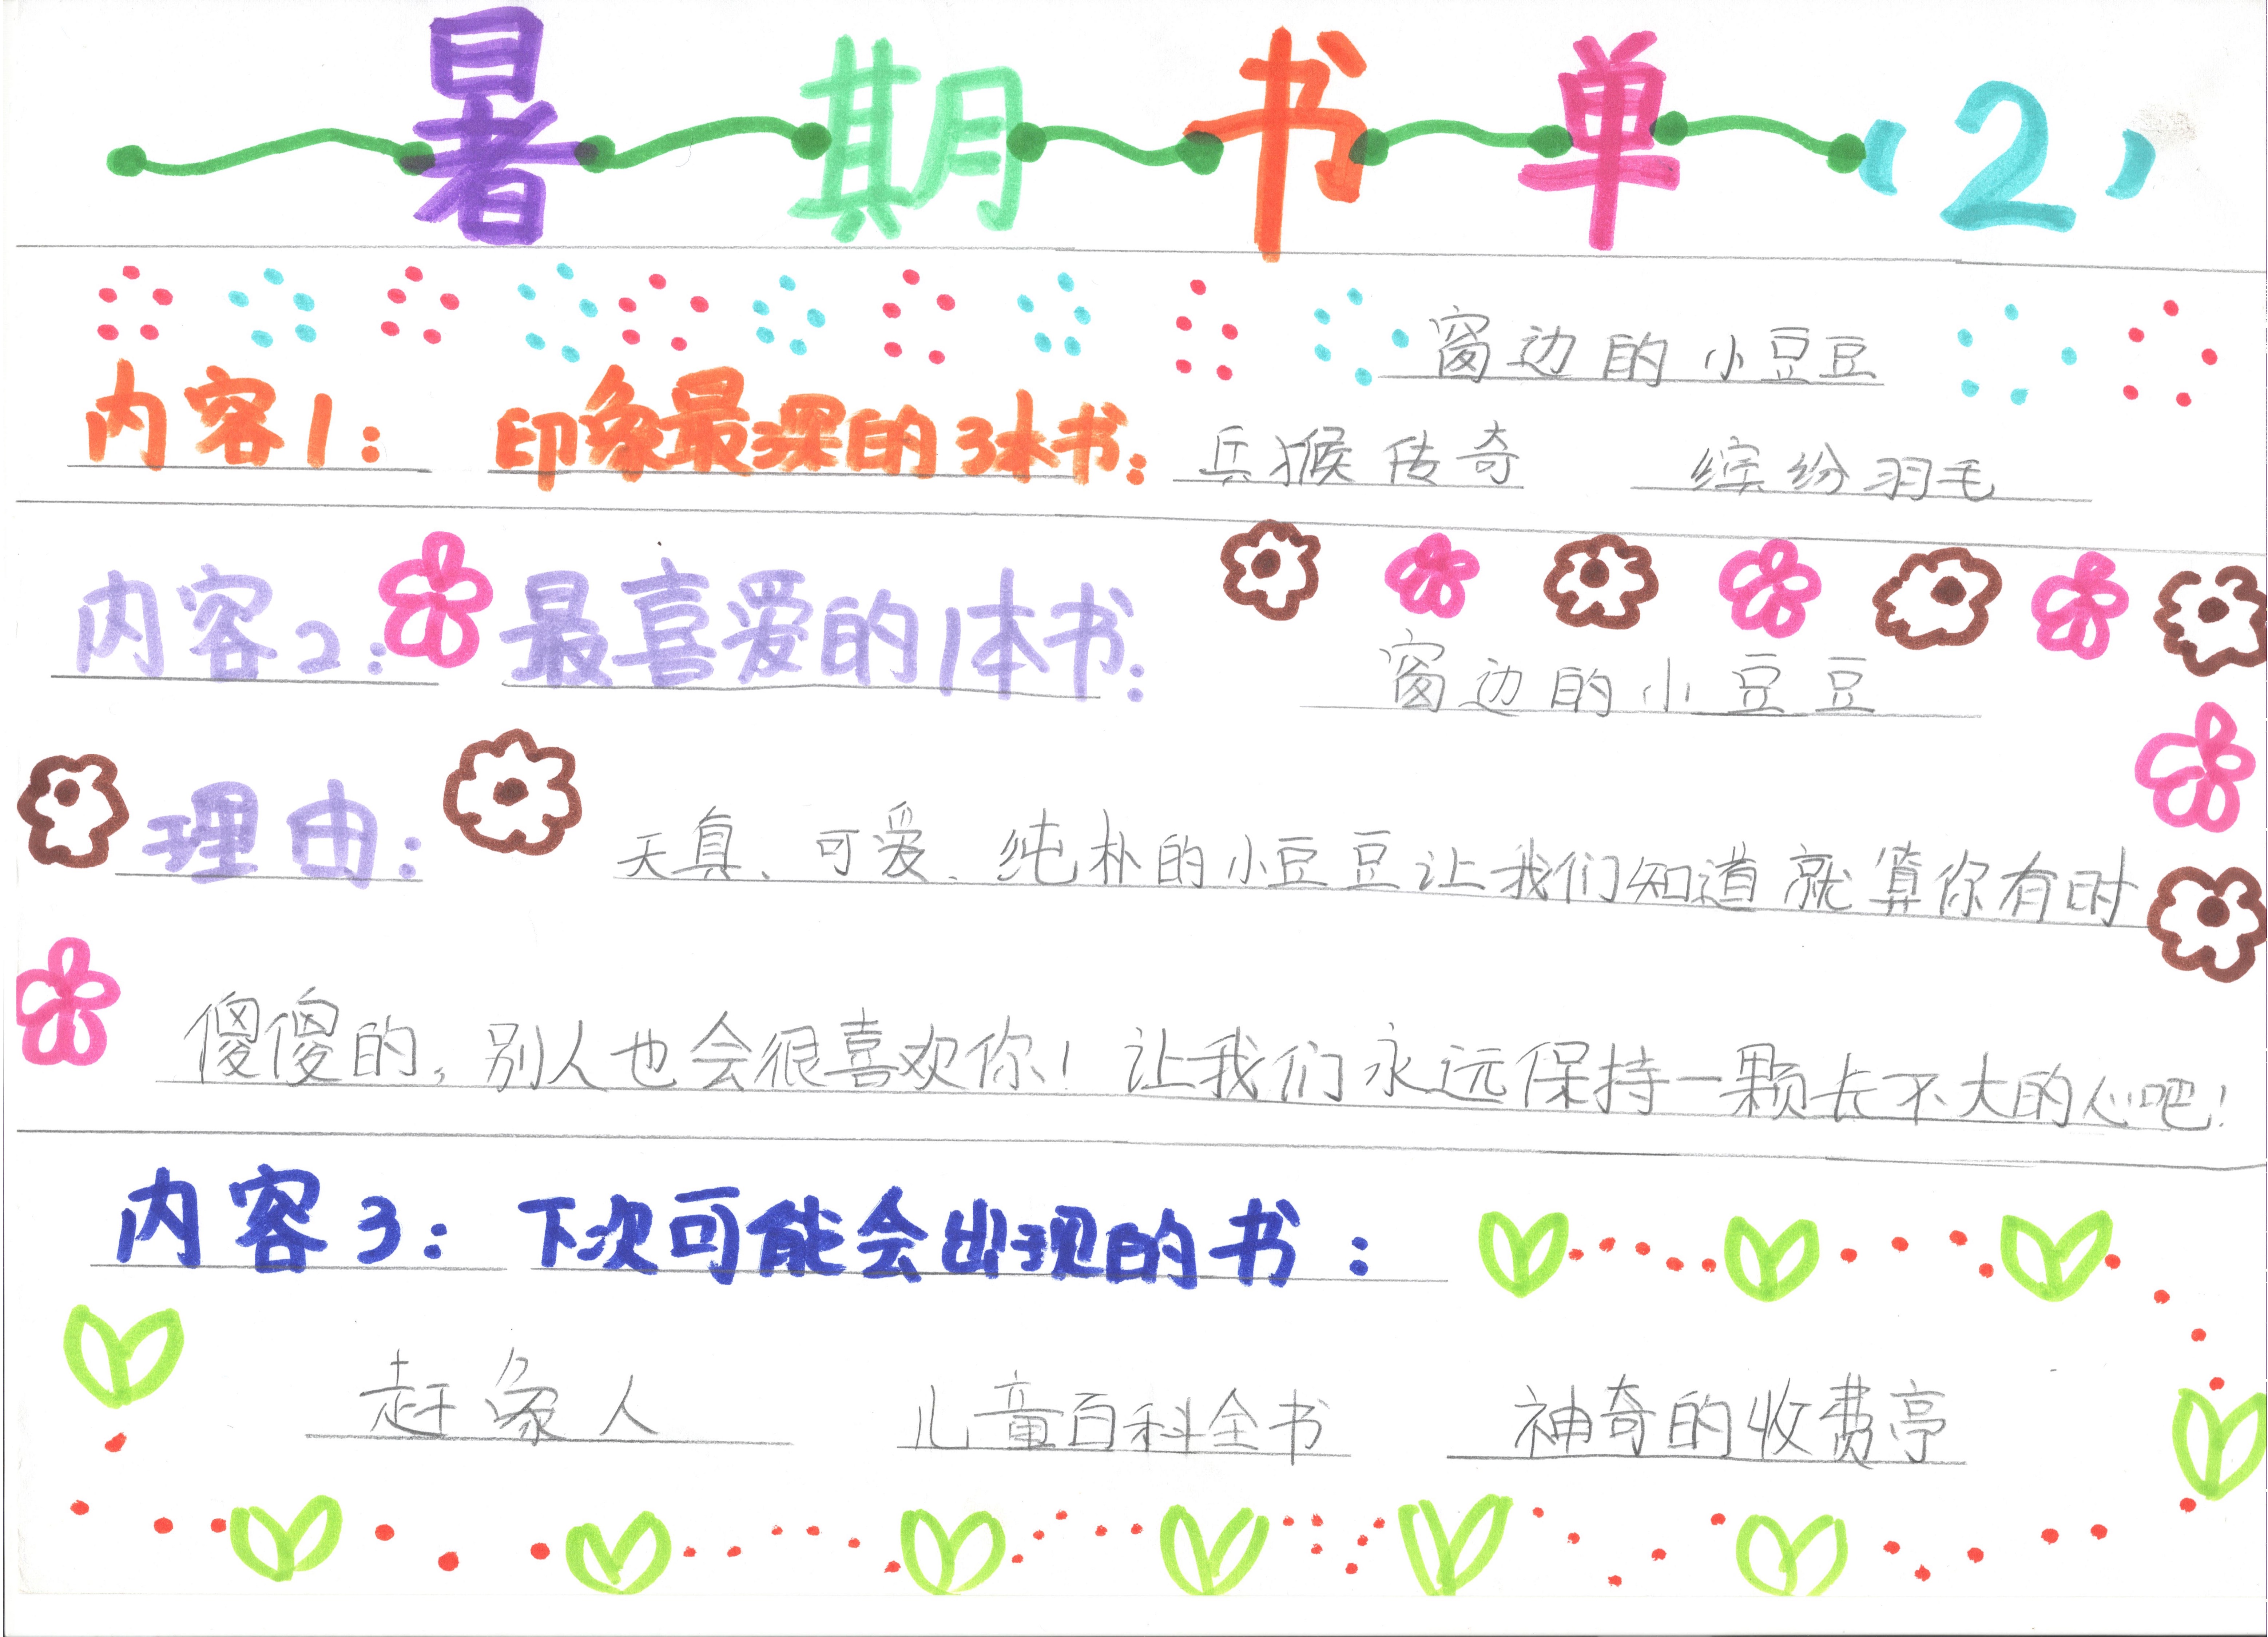 暑期书单(2)
窗边的小豆豆
内容1: 印象最深的3本书:
兵猴传奇 缤纷羽毛
内容2: 最喜爱的1本书:
窗边的小豆豆
理由: 天真、可爱、纯朴的小豆豆让我们知道就算你有时
傻傻的,别人也会很喜欢你!让我们永远保持一颗长不大的心吧!
内容3: 下次可能会出现的书:
赶象人 儿童百科全书 神奇的收费亭